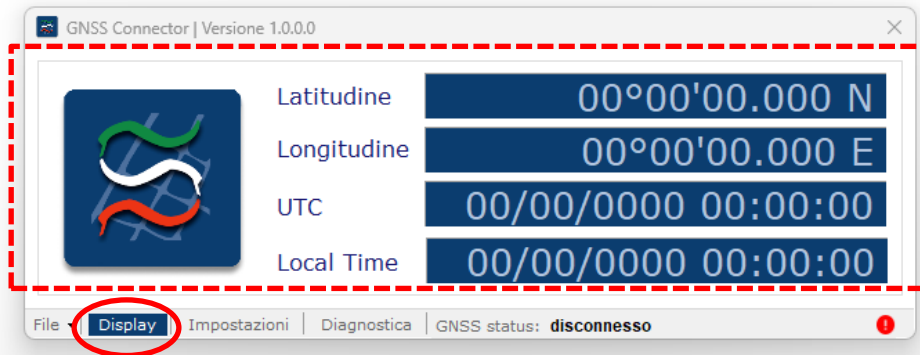 GNSS Connector | Versione 1.0.0.0
Latitudine 00°00'00.000 N
Longitudine 00°00'00.000 E
UTC 00/00/0000 00:00:00
Local Time 00/00/0000 00:00:00
File Display Impostazioni Diagnostica GNSS status: disconnesso